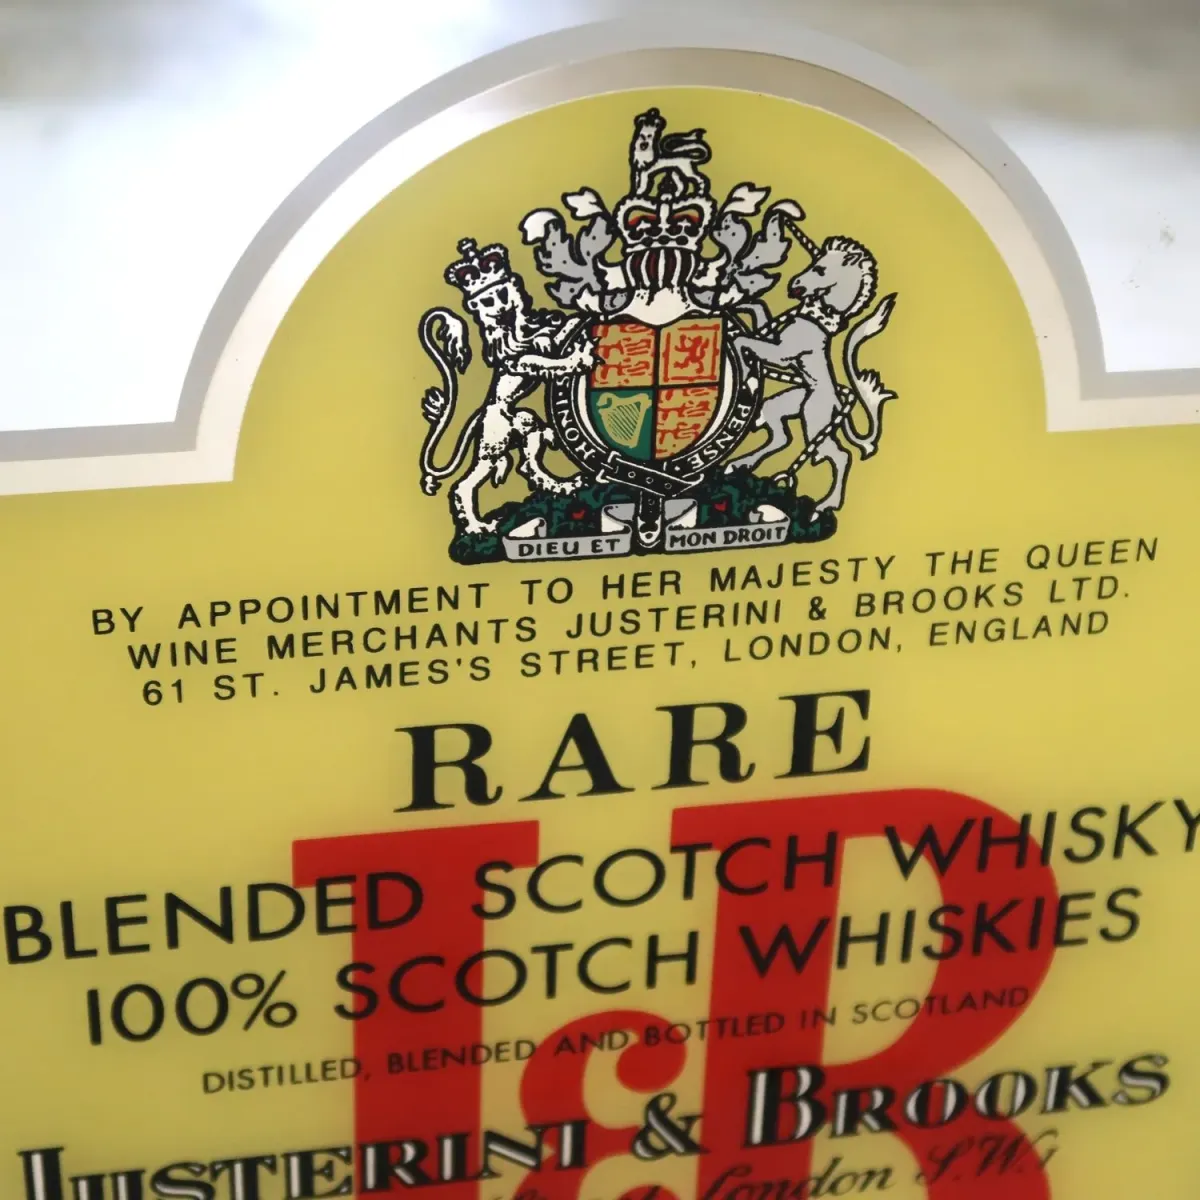 HONI PENSE
DIEU ET MON DROIT
BY APPOINTMENT TO HER MAJESTY THE QUEEN
WINE MERCHANTS JUSTERINI & BROOKS LTD.
61 ST. JAMES'S STREET, LONDON, ENGLAND
RARE
J&B
BLENDED SCOTCH WHISKY
100% SCOTCH WHISKIES
DISTILLED, BLENDED AND BOTTLED IN SCOTLAND
JUSTERINI & BROOKS
London S.W.1